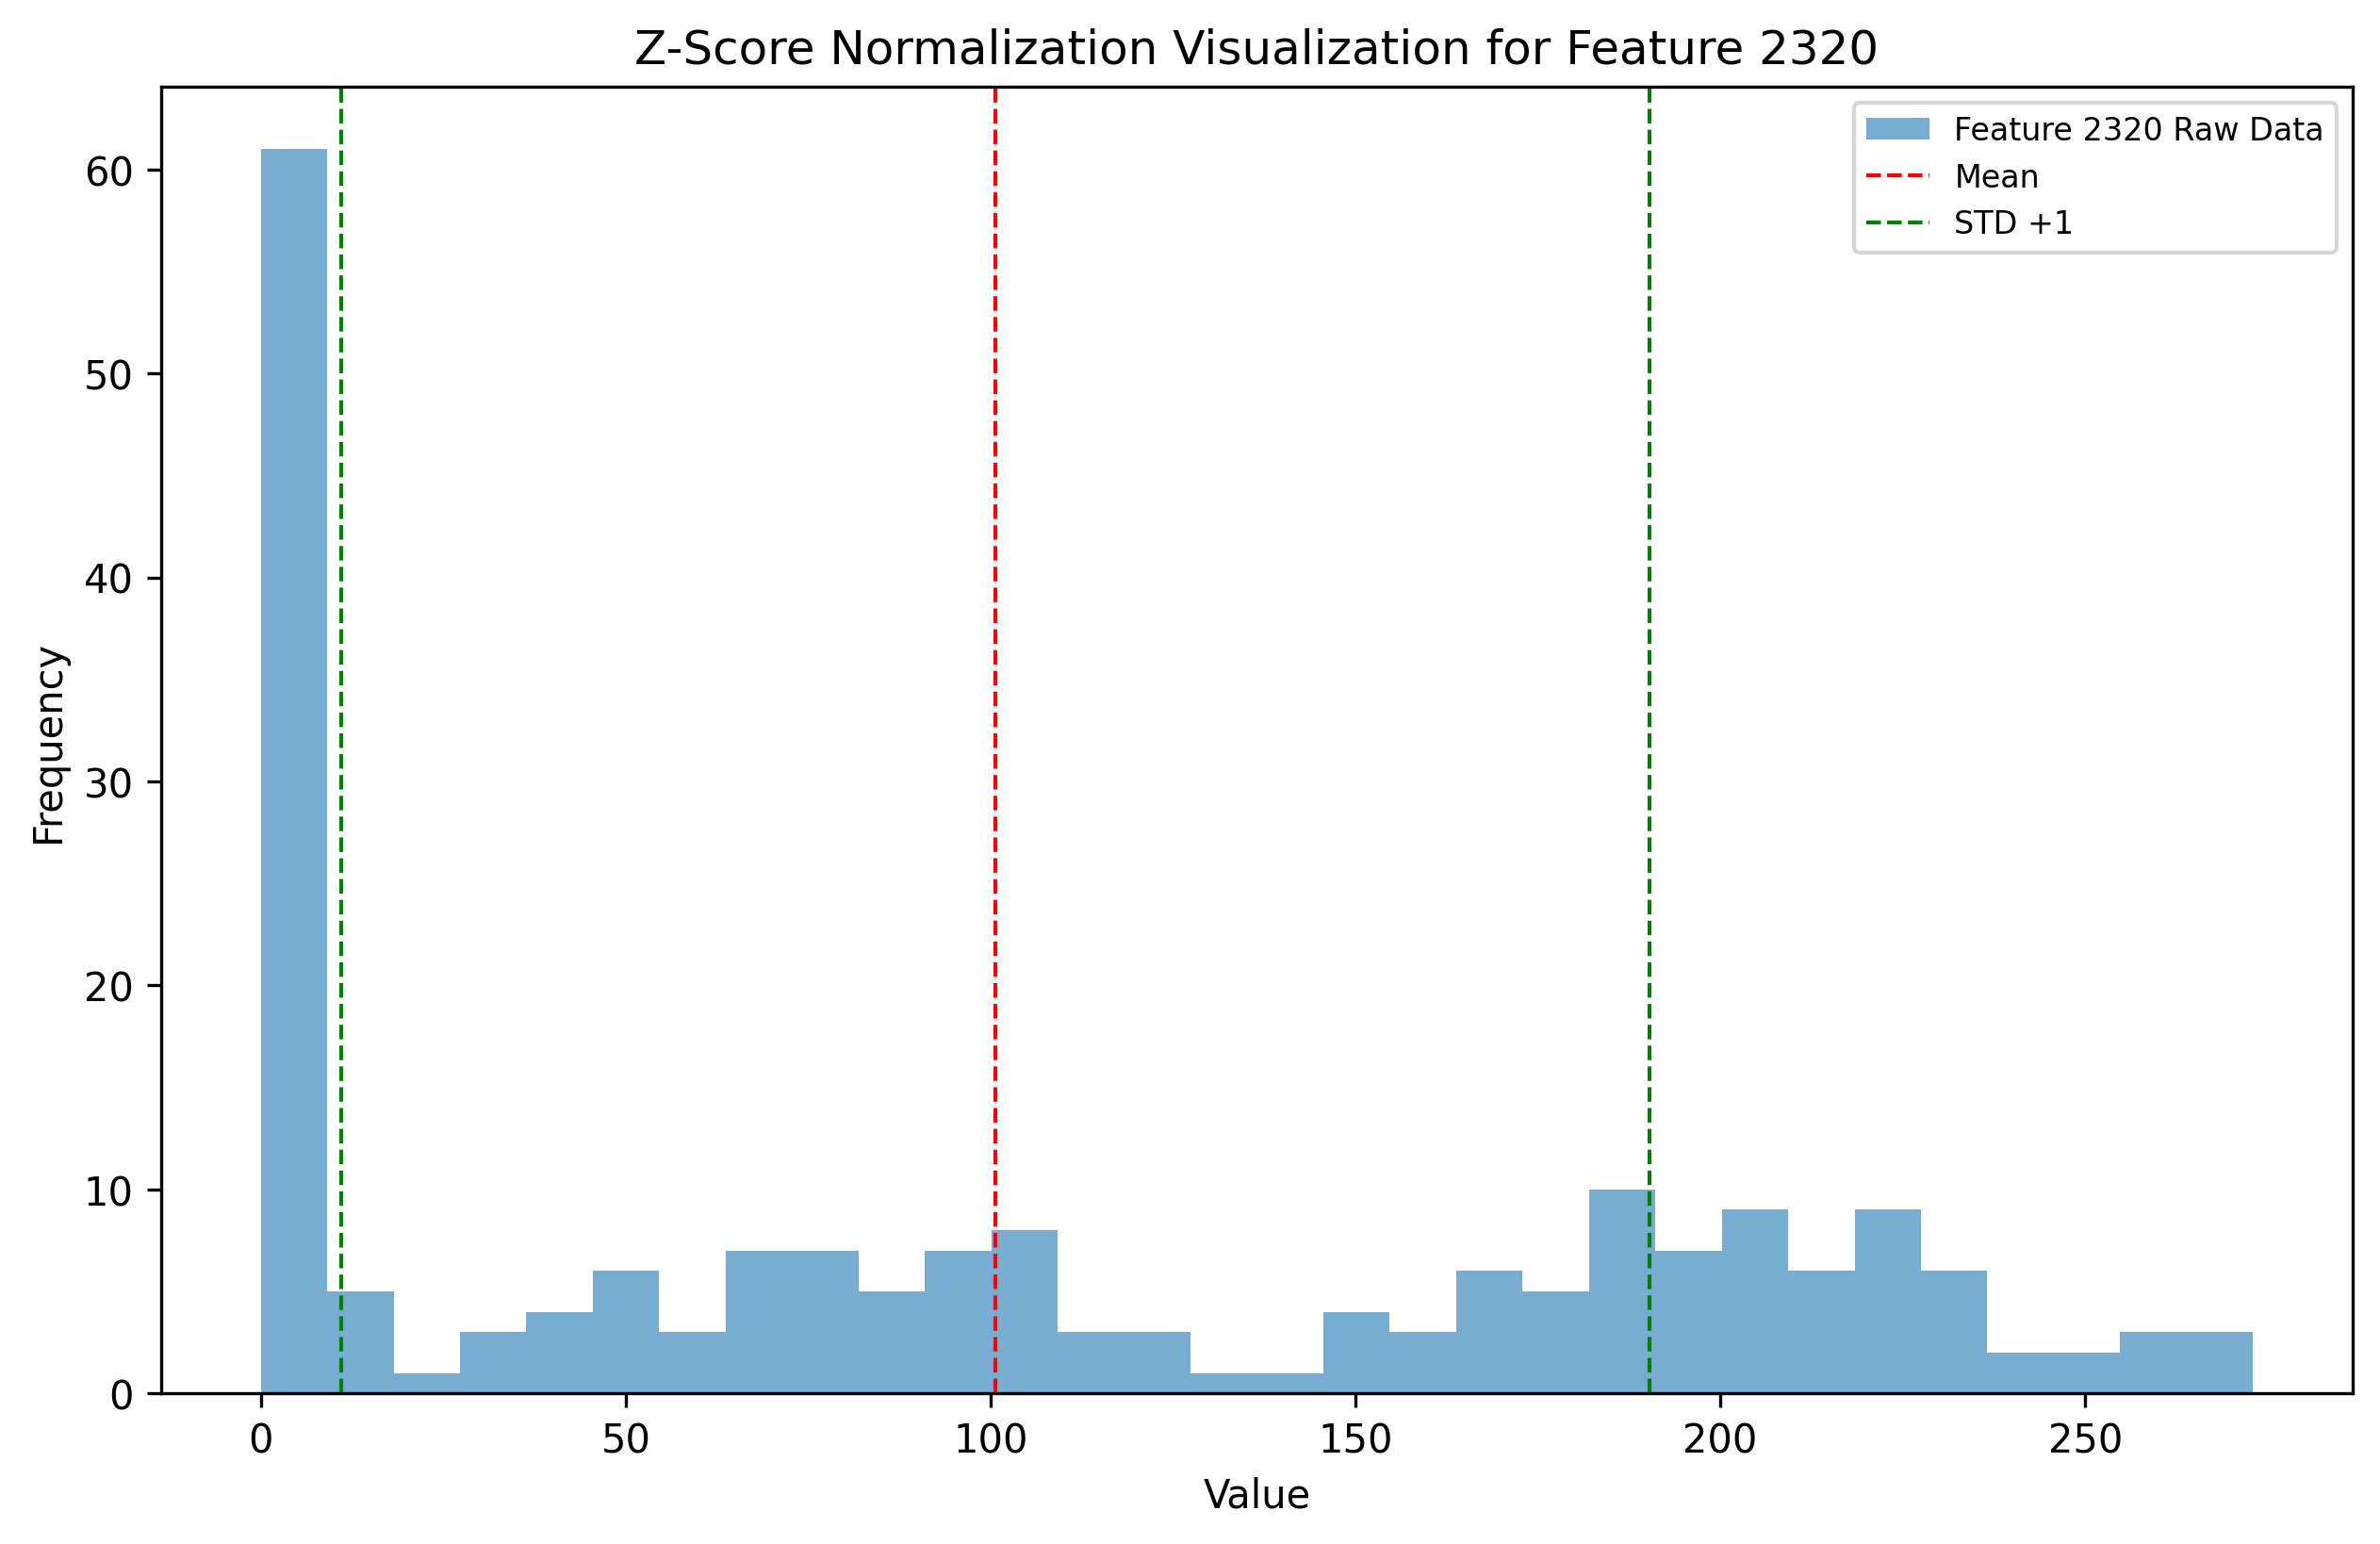 Z-Score Normalization Visualization for Feature 2320
Feature 2320 Raw Data
Mean
STD +1
60
50
40
30
20
10
0
Frequency
0 50 100 150 200 250
Value